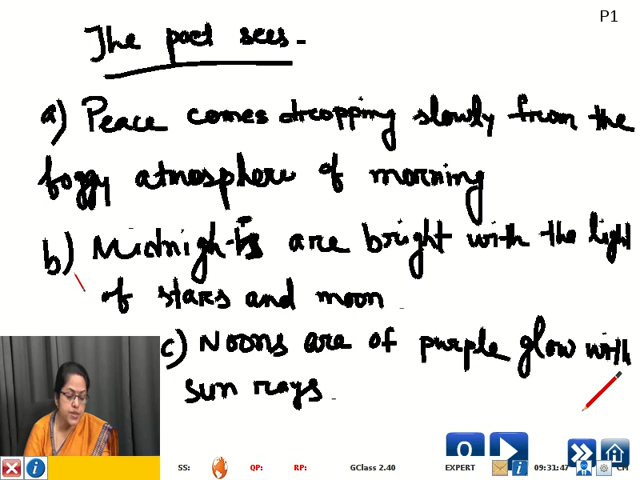 P1
The poet sees -
a) Peace comes dropping slowly from the
foggy atmosphere of morning
b) Midnights are bright with the light
of stars and moon
c) Noons are of purple glow with
sun rays.
Q
SS: QP: RP: GClass 2.40 EXPERT 09:31:47